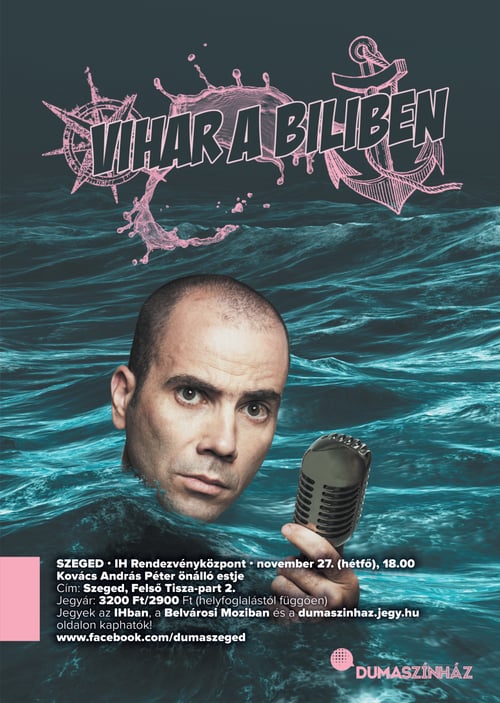 VIHAR A BILIBEN
SZEGED • IH Rendezvényközpont • november 27. (hétfő), 18.00
Kovács András Péter önálló estje
Cím: Szeged, Felső Tisza-part 2.
Jegyár: 3200 Ft/2900 Ft (helyfoglalástól függően)
Jegyek az IHban, a Belvárosi Moziban és a dumaszinhaz.jegy.hu
oldalon kaphatók!
www.facebook.com/dumaszeged
DUMASZÍNHÁZ